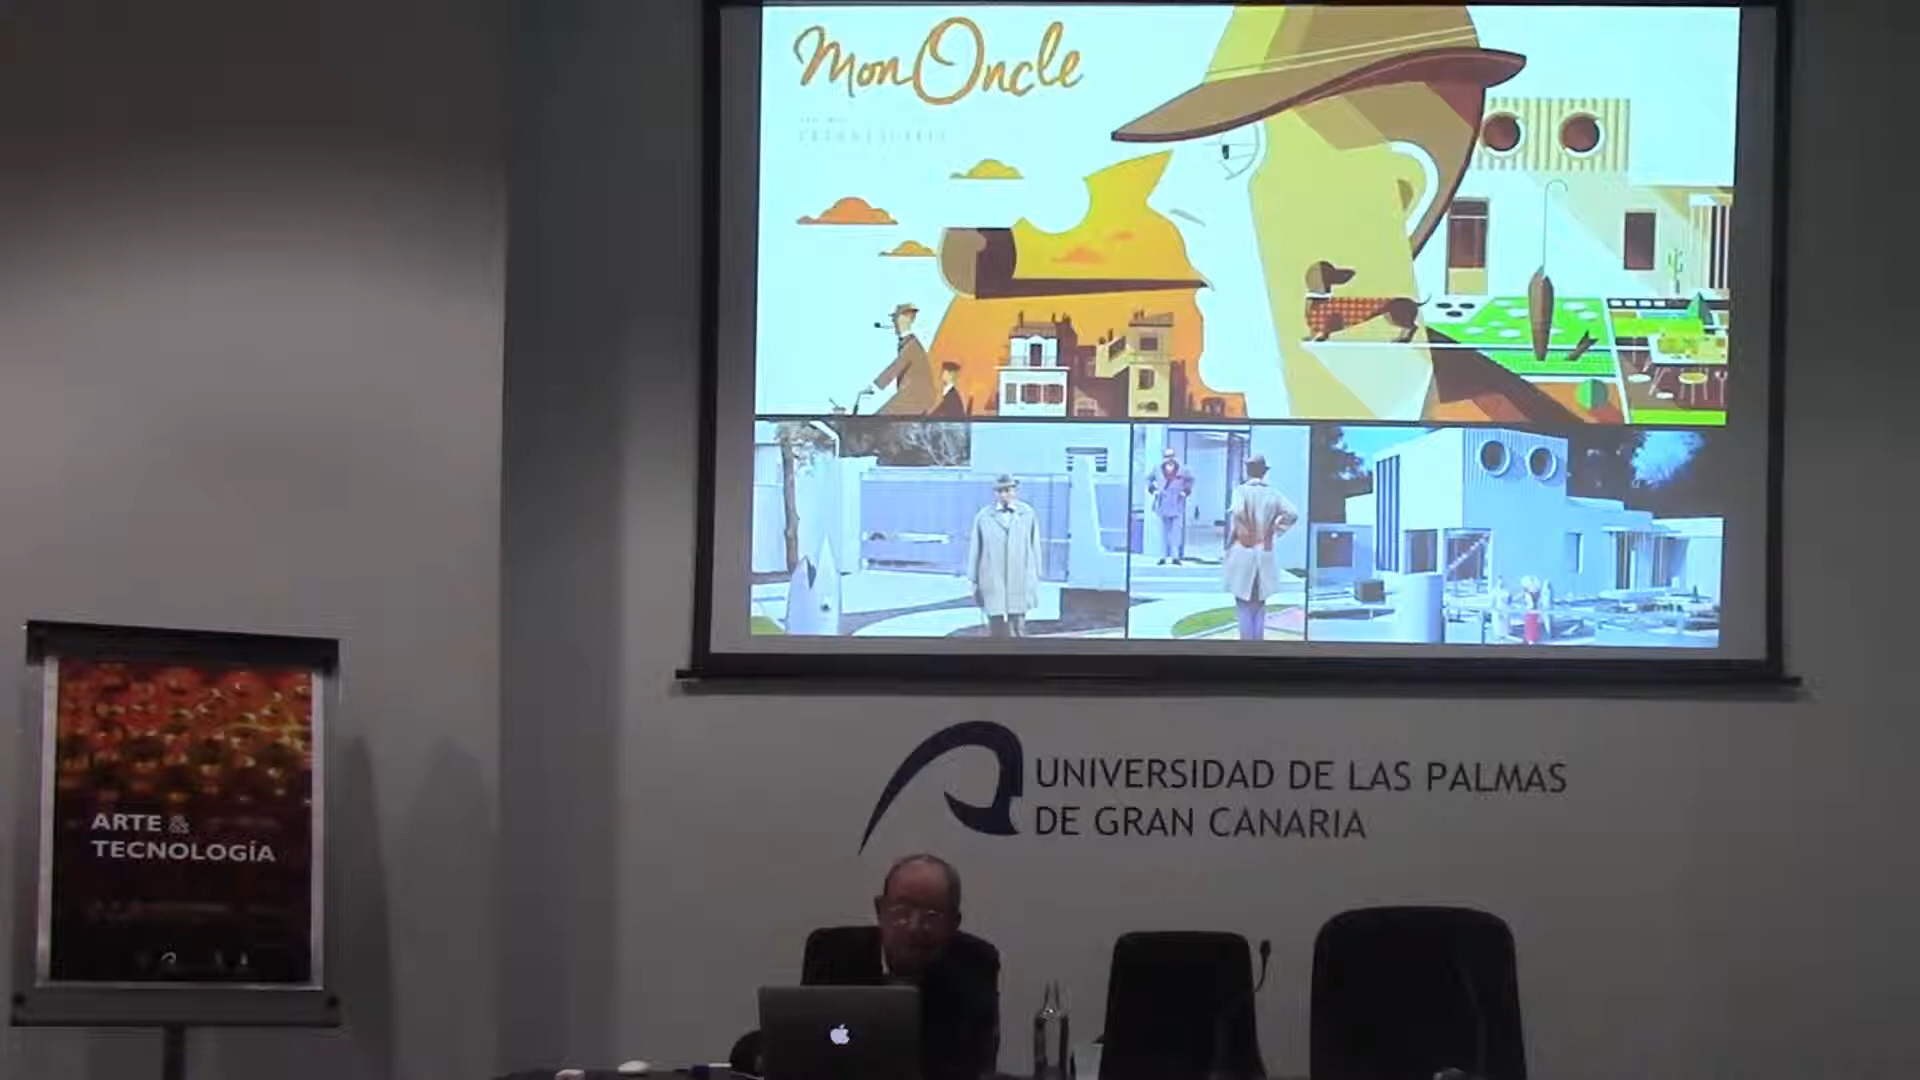 Mon Oncle
UNIVERSIDAD DE LAS PALMAS
DE GRAN CANARIA
ARTE &
TECNOLOGÍA